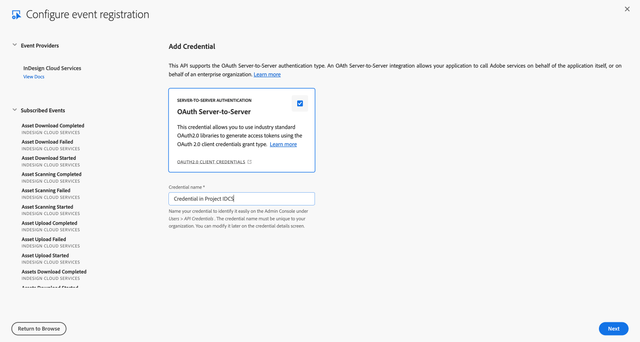 Configure event registration
Event Providers
InDesign Cloud Services
View Docs
Subscribed Events
Asset Download Completed
INDESIGN CLOUD SERVICES
Asset Download Failed
INDESIGN CLOUD SERVICES
Asset Download Started
INDESIGN CLOUD SERVICES
Asset Scanning Completed
INDESIGN CLOUD SERVICES
Asset Scanning Failed
INDESIGN CLOUD SERVICES
Asset Scanning Started
INDESIGN CLOUD SERVICES
Asset Upload Completed
INDESIGN CLOUD SERVICES
Asset Upload Failed
INDESIGN CLOUD SERVICES
Asset Upload Started
INDESIGN CLOUD SERVICES
Assets Download Completed
INDESIGN CLOUD SERVICES
Assets Download Started
Add Credential
This API supports the OAuth Server-to-Server authentication type. An OAth Server-to-Server integration allows your application to call Adobe services on behalf of the application itself, or on
behalf of an enterprise organization. Learn more
SERVER-TO-SERVER AUTHENTICATION
OAuth Server-to-Server
This credential allows you to use industry standard
OAuth2.0 libraries to generate access tokens using the
OAuth 2.0 client credentials grant type. Learn more
OAUTH2.0 CLIENT CREDENTIALS
Credential name *
Credential in Project IDCS
Name your credential to identify it easily on the Admin Console under
Users > API Credentials . The credential name must be unique to your
organization. You can modify it later on the credential details screen.
Return to Browse
Next